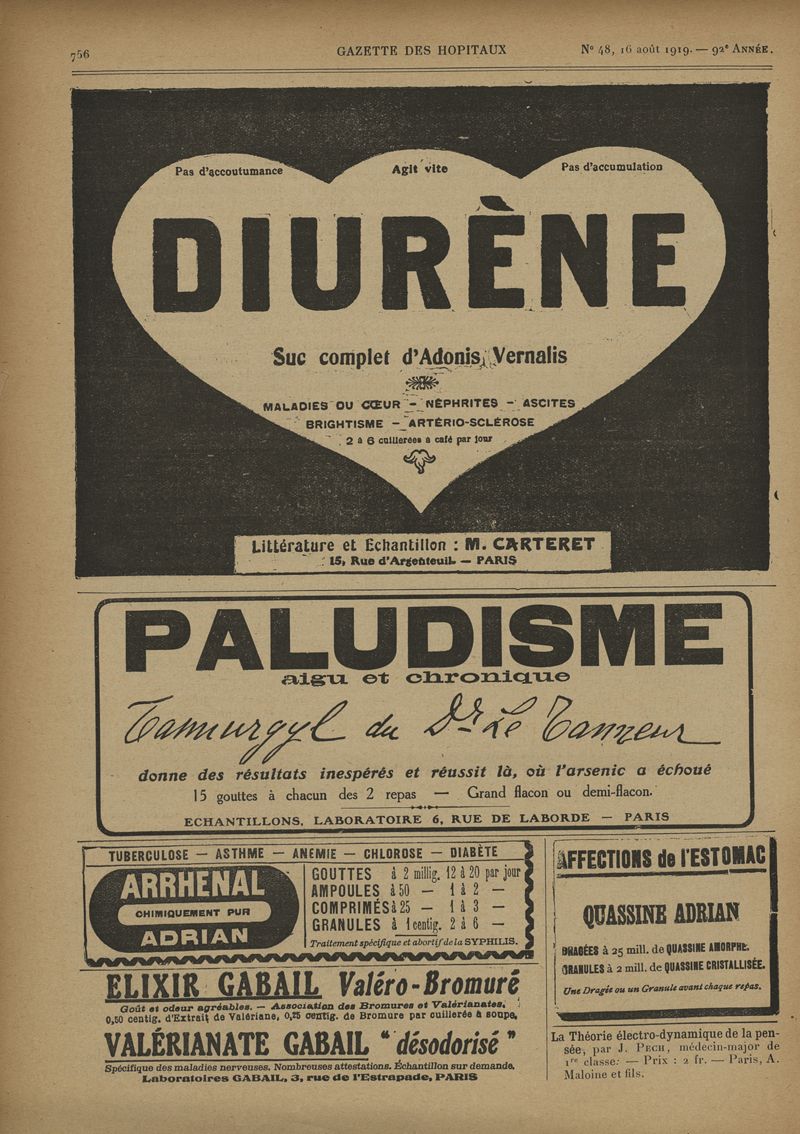 756
GAZETTE DES HOPITAUX
N° 48, 16 août 1919. — 92e ANNÉE.
Pas d'accoutumance
Agit vite
Pas d'accumulation
DIURÈNE
Suc complet d'Adonis Vernalis
MALADIES DU CŒUR — NÉPHRITES — ASCITES
BRIGHTISME — ARTÉRIO-SCLÉROSE
2 à 6 cuillerées à café par jour
Littérature et Echantillon : M. CARTERET
15, Rue d'Argenteuil — PARIS
PALUDISME
aigu et chronique
Tannurgyl du Dr Le Tanneur
donne des résultats inespérés et réussit là, où l'arsenic a échoué
15 gouttes à chacun des 2 repas — Grand flacon ou demi-flacon.
ECHANTILLONS, LABORATOIRE 6, RUE DE LABORDE — PARIS
TUBERCULOSE — ASTHME — ANEMIE — CHLOROSE — DIABÈTE
ARRHENAL
CHIMIQUEMENT PUR
ADRIAN
GOUTTES à 2 millig. 12 à 20 par jour
AMPOULES à 50 — 1 à 2 —
COMPRIMÉS à 25 — 1 à 3 —
GRANULES à 1 centig. 2 à 6 —
Traitement spécifique et abortif de la SYPHILIS.
AFFECTIONS de l'ESTOMAC
QUASSINE ADRIAN
DRAGÉES à 25 mill. de QUASSINE AMORPHE.
GRANULES à 2 mill. de QUASSINE CRISTALLISÉE.
Une Dragée ou un Granule avant chaque repas.
ELIXIR GABAIL Valéro-Bromuré
Goût et odeur agréables. — Association des Bromures et Valérianates.
0,50 centig. d'Extrait de Valériane, 0,25 centig. de Bromure par cuillerée à soupe,
VALÉRIANATE GABAIL “ désodorisé ”
Spécifique des maladies nerveuses. Nombreuses attestations. Échantillon sur demande.
Laboratoires GABAIL, 3, rue de l'Estrapade, PARIS
La Théorie électro-dynamique de la pen-
sée, par J. PECH, médecin-major de
1re classe. — Prix : 2 fr. — Paris, A.
Maloine et fils.